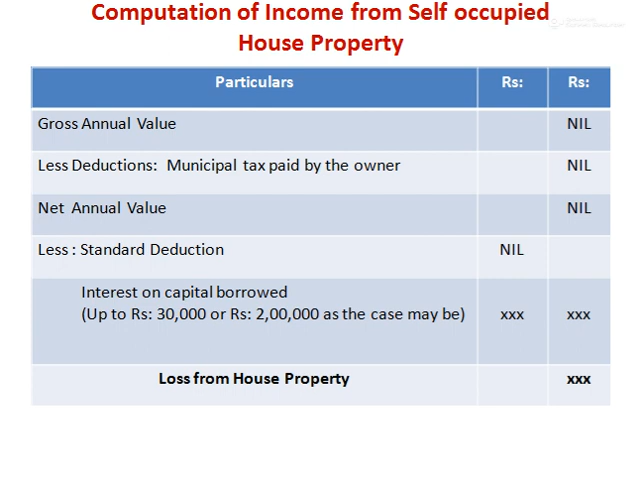 Computation of Income from Self occupied
House Property
Particulars Rs: Rs:
Gross Annual Value NIL
Less Deductions: Municipal tax paid by the owner NIL
Net Annual Value NIL
Less : Standard Deduction NIL
Interest on capital borrowed
(Up to Rs: 30,000 or Rs: 2,00,000 as the case may be) xxx xxx
Loss from House Property xxx